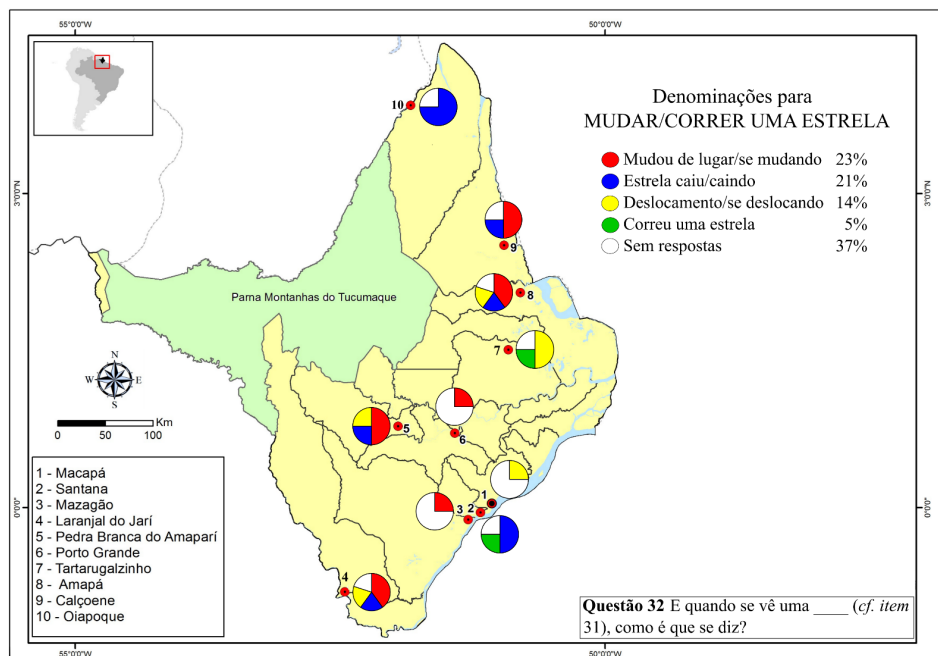 55°0'0"W
50°0'0"W
Denominações para
MUDAR/CORRER UMA ESTRELA
Mudou de lugar/se mudando 23%
Estrela caiu/caindo 21%
Deslocamento/se deslocando 14%
Correu uma estrela 5%
Sem respostas 37%
3°0'0"N
3°0'0"N
10
9
8
Parna Montanhas do Tucumaque
7
N
W E
S
Km
0 50 100
5
6
1
2
3
4
0°0'0"
0°0'0"
1 - Macapá
2 - Santana
3 - Mazagão
4 - Laranjal do Jarí
5 - Pedra Branca do Amaparí
6 - Porto Grande
7 - Tartarugalzinho
8 - Amapá
9 - Calçoene
10 - Oiapoque
Questão 32 E quando se vê uma ____ (cf. item
31), como é que se diz?
55°0'0"W
50°0'0"W